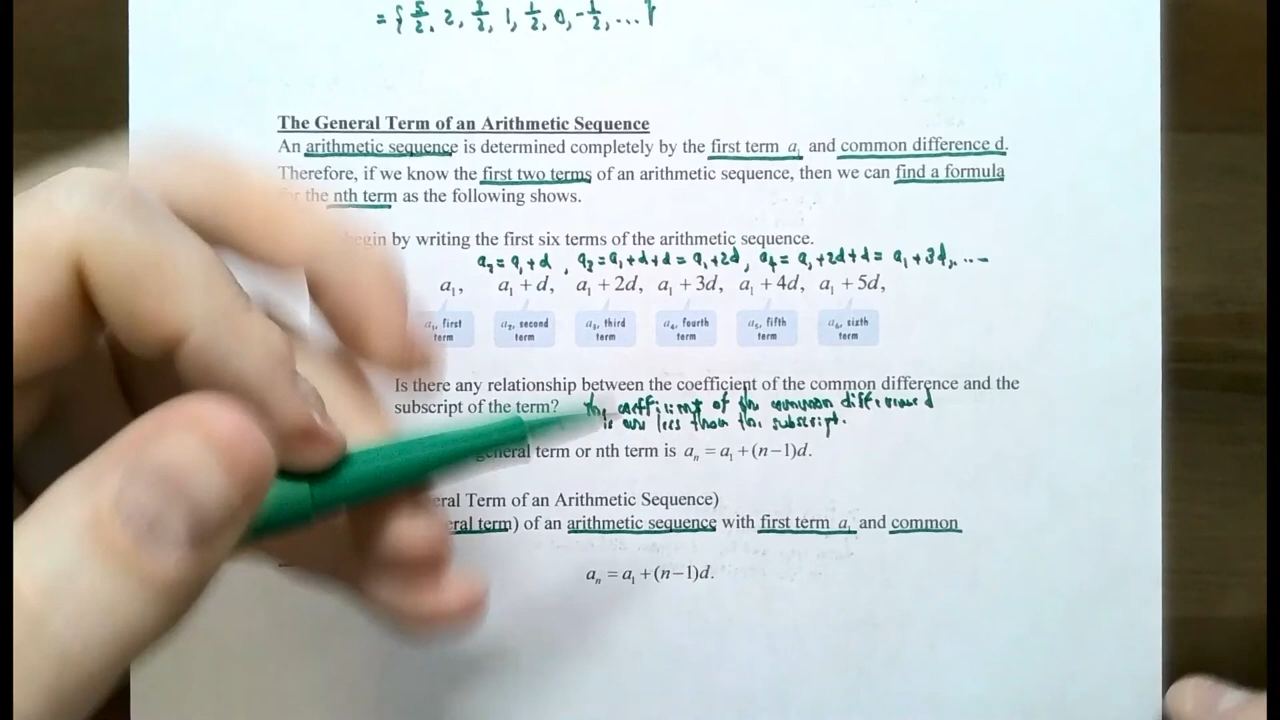 = { 5/2, 2, 3/2, 1, 1/2, 0, -1/2, ... }
The General Term of an Arithmetic Sequence
An arithmetic sequence is determined completely by the first term a₁ and common difference d.
Therefore, if we know the first two terms of an arithmetic sequence, then we can find a formula
the nth term as the following shows.
by writing the first six terms of the arithmetic sequence.
a₂ = a₁ + d , a₃ = a₁ + d + d = a₁ + 2d, a₄ = a₁ + 2d + d = a₁ + 3d, ...
a₁, a₁ + d, a₁ + 2d, a₁ + 3d, a₁ + 4d, a₁ + 5d,
a₁, first term a₂, second term a₃, third term a₄, fourth term a₅, fifth term a₆, sixth term
Is there any relationship between the coefficient of the common difference and the
subscript of the term? The coefficient of the common difference
is one less than the subscript.
general term or nth term is aₙ = a₁ + (n−1)d.
Term of an Arithmetic Sequence)
term) of an arithmetic sequence with first term a₁ and common
aₙ = a₁ + (n−1)d.